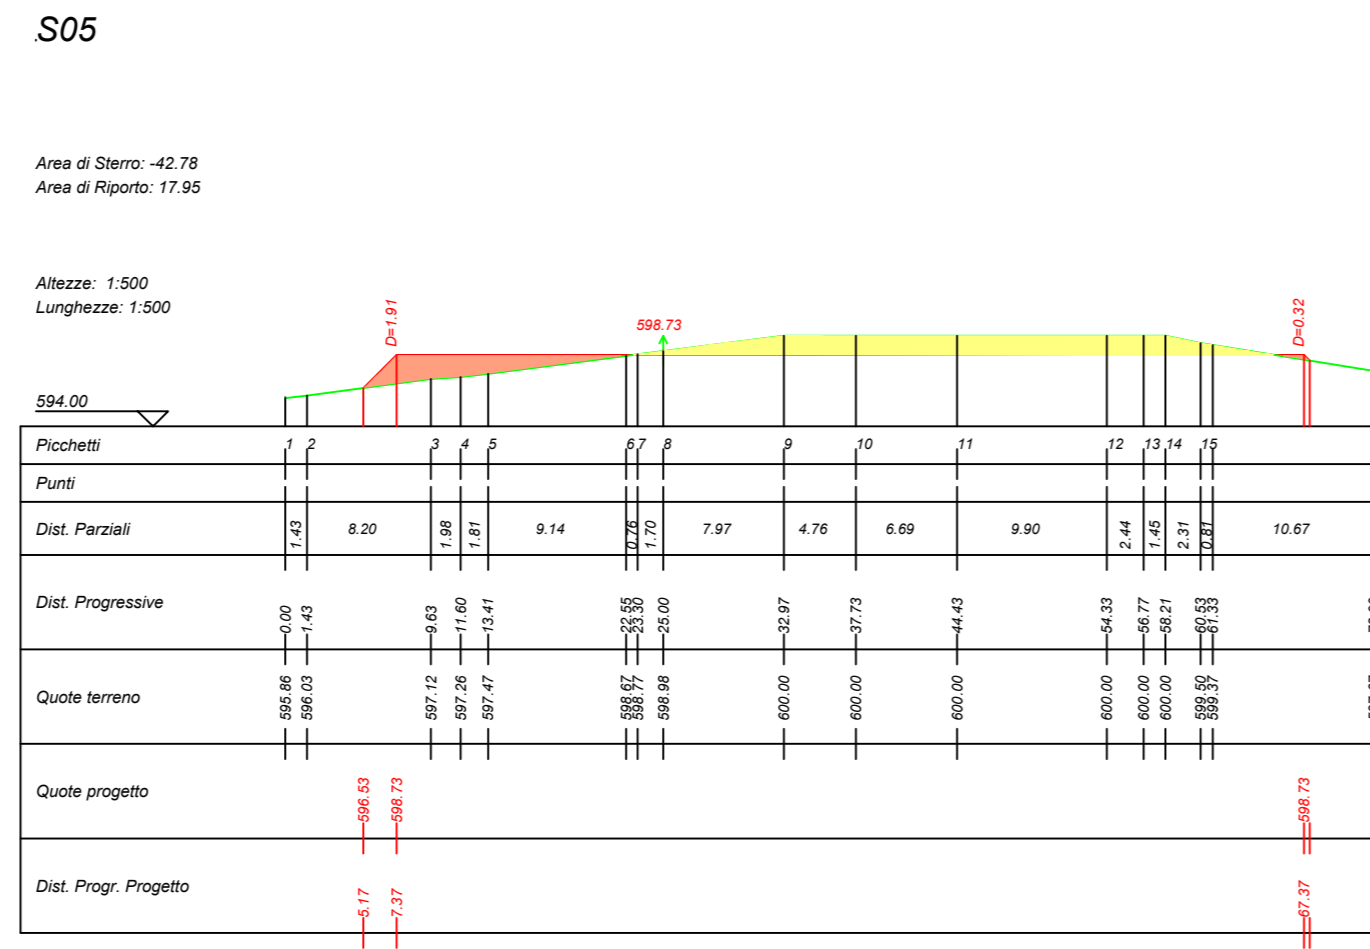 .S05
Area di Sterro: -42.78
Area di Riporto: 17.95
Altezze: 1:500
Lunghezze: 1:500
D=1.91
598.73
D=0.32
594.00
Picchetti 1 2 3 4 5 6 7 8 9 10 11 12 13 14 15
Punti
Dist. Parziali 1.43 8.20 1.98 1.81 9.14 0.76 1.70 7.97 4.76 6.69 9.90 2.44 1.45 2.31 0.81 10.67
Dist. Progressive 0.00 1.43 9.63 11.60 13.41 22.55 23.30 25.00 32.97 37.73 44.43 54.33 56.77 58.21 60.53 61.33
Quote terreno 595.86 596.03 597.12 597.26 597.47 598.67 598.77 598.98 600.00 600.00 600.00 600.00 600.00 600.00 599.50 599.37
Quote progetto 596.53 598.73 598.73
Dist. Progr. Progetto 5.17 7.37 67.37